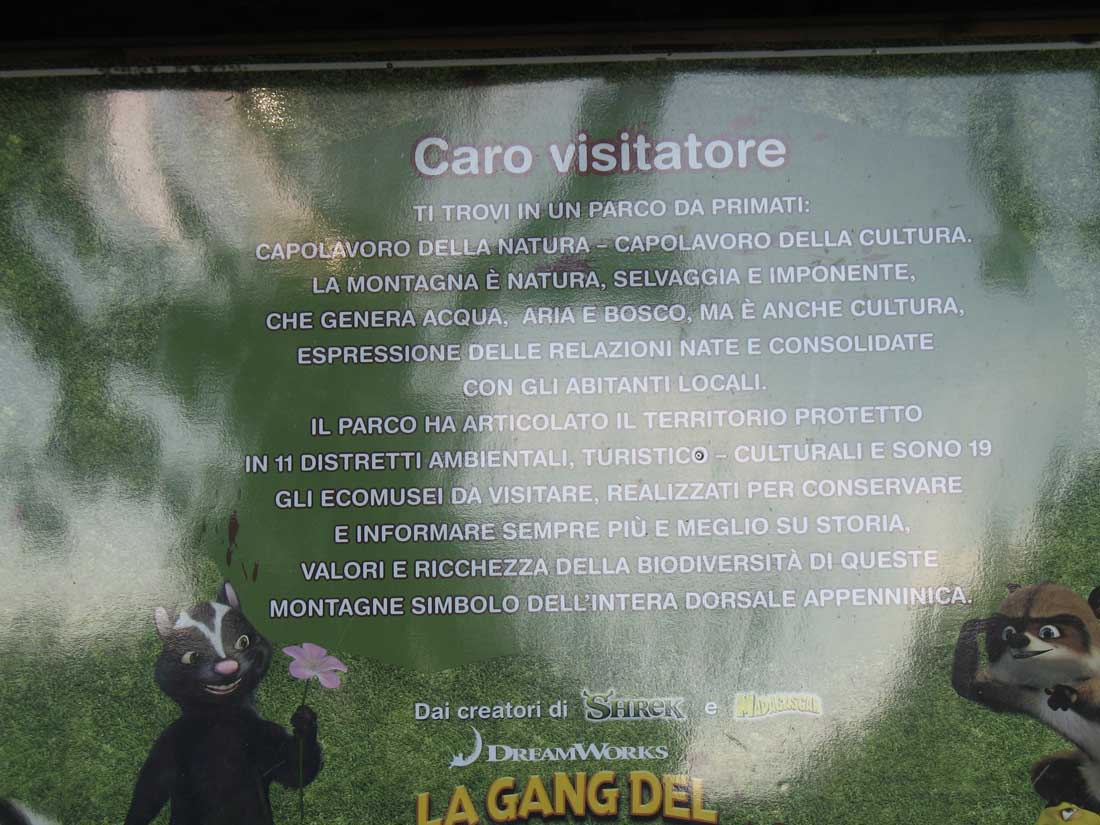 Caro visitatore
TI TROVI IN UN PARCO DA PRIMATI:
CAPOLAVORO DELLA NATURA – CAPOLAVORO DELLA CULTURA.
LA MONTAGNA È NATURA, SELVAGGIA E IMPONENTE,
CHE GENERA ACQUA, ARIA E BOSCO, MA È ANCHE CULTURA,
ESPRESSIONE DELLE RELAZIONI NATE E CONSOLIDATE
CON GLI ABITANTI LOCALI.
IL PARCO HA ARTICOLATO IL TERRITORIO PROTETTO
IN 11 DISTRETTI AMBIENTALI, TURISTICO – CULTURALI E SONO 19
GLI ECOMUSEI DA VISITARE, REALIZZATI PER CONSERVARE
E INFORMARE SEMPRE PIÙ E MEGLIO SU STORIA,
VALORI E RICCHEZZA DELLA BIODIVERSITÀ DI QUESTE
MONTAGNE SIMBOLO DELL'INTERA DORSALE APPENNINICA.
Dai creatori di SHREK e MADAGASCAR
DREAMWORKS
LA GANG DEL